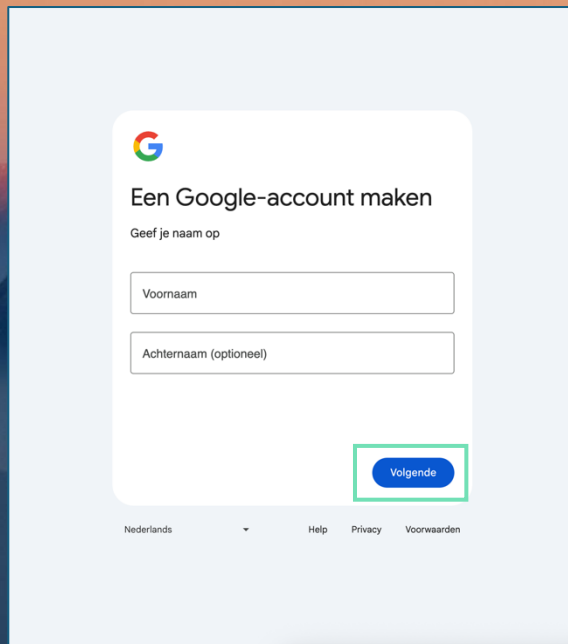 Een Google-account maken
Geef je naam op
Voornaam
Achternaam (optioneel)
Volgende
Nederlands Help Privacy Voorwaarden